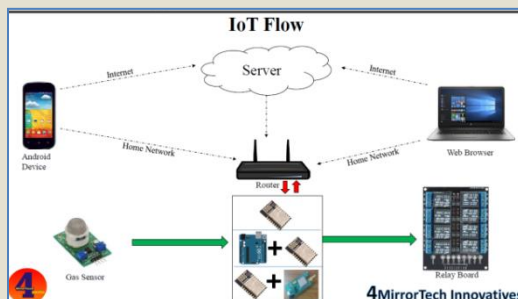 IoT Flow
Server
Internet
Internet
Android
Device
Home Network
Home Network
Web Browser
Router
Gas Sensor
+
+
Relay Board
4
4MirrorTech Innovatives